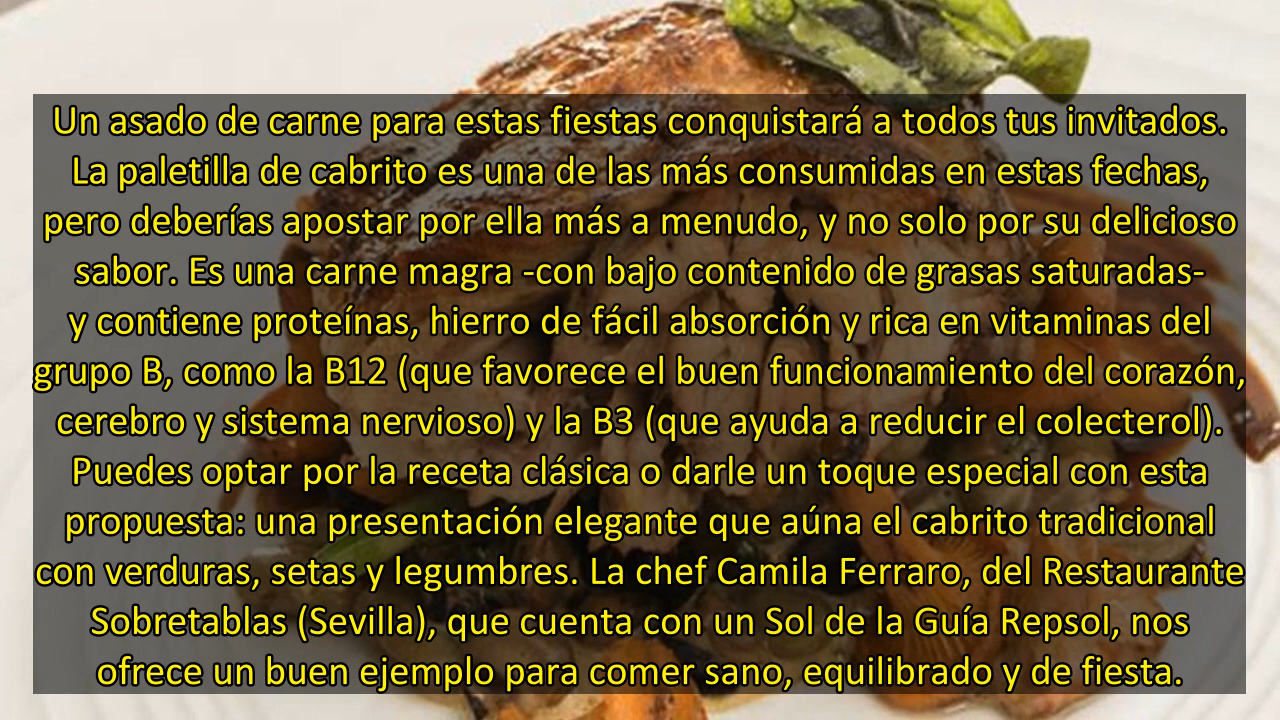 Un asado de carne para estas fiestas conquistará a todos tus invitados.
La paletilla de cabrito es una de las más consumidas en estas fechas,
pero deberías apostar por ella más a menudo, y no solo por su delicioso
sabor. Es una carne magra -con bajo contenido de grasas saturadas-
y contiene proteínas, hierro de fácil absorción y rica en vitaminas del
grupo B, como la B12 (que favorece el buen funcionamiento del corazón,
cerebro y sistema nervioso) y la B3 (que ayuda a reducir el colecterol).
Puedes optar por la receta clásica o darle un toque especial con esta
propuesta: una presentación elegante que aúna el cabrito tradicional
con verduras, setas y legumbres. La chef Camila Ferraro, del Restaurante
Sobretablas (Sevilla), que cuenta con un Sol de la Guía Repsol, nos
ofrece un buen ejemplo para comer sano, equilibrado y de fiesta.